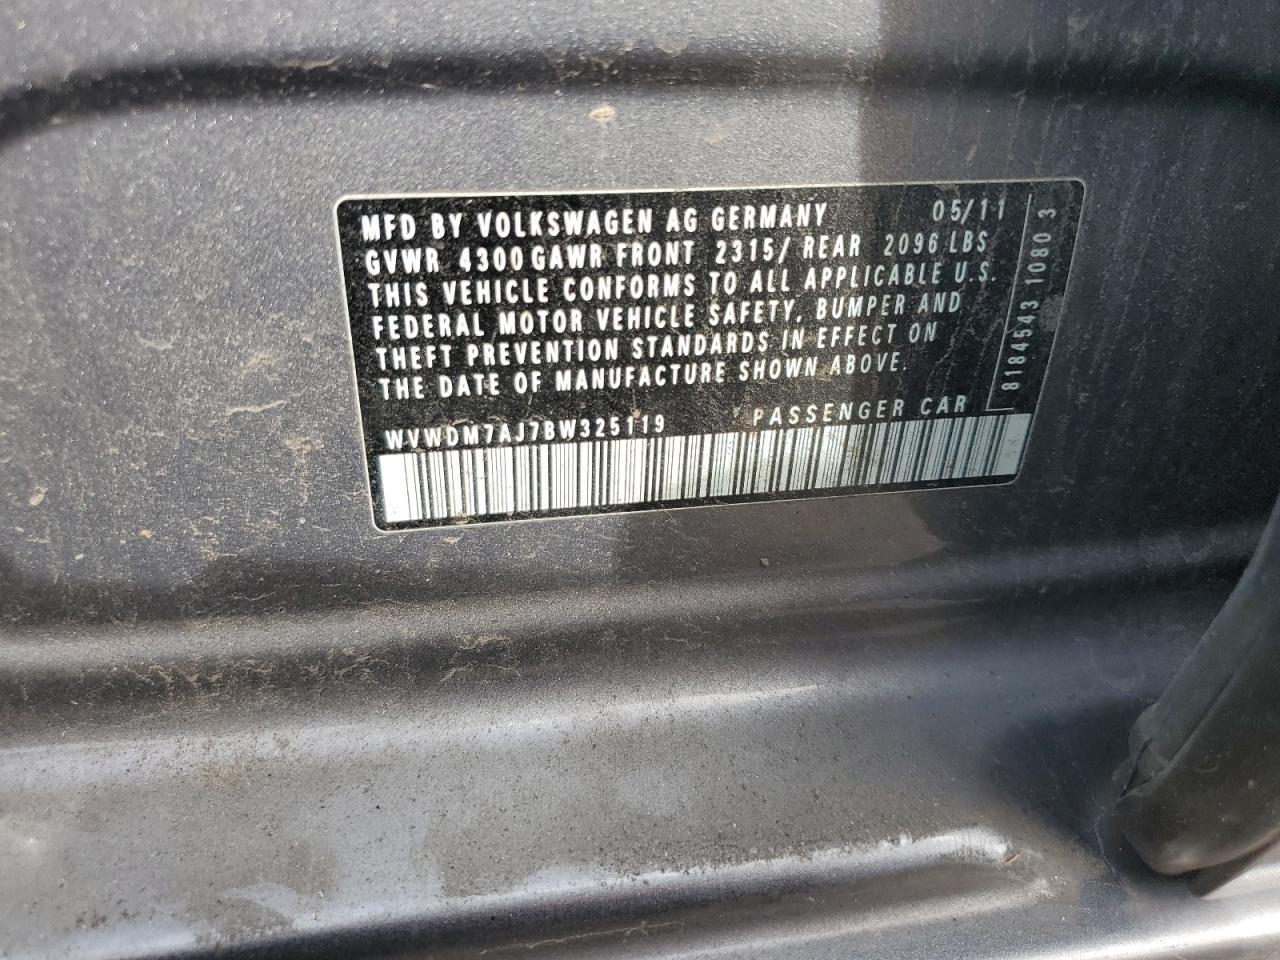 MFD BY VOLKSWAGEN AG GERMANY 05/11
GVWR 4300 GAWR FRONT 2315/ REAR 2096 LBS
THIS VEHICLE CONFORMS TO ALL APPLICABLE U.S.
FEDERAL MOTOR VEHICLE SAFETY, BUMPER AND
THEFT PREVENTION STANDARDS IN EFFECT ON
THE DATE OF MANUFACTURE SHOWN ABOVE.
WVWDM7AJ7BW325119 PASSENGER CAR
8184543 1080 3